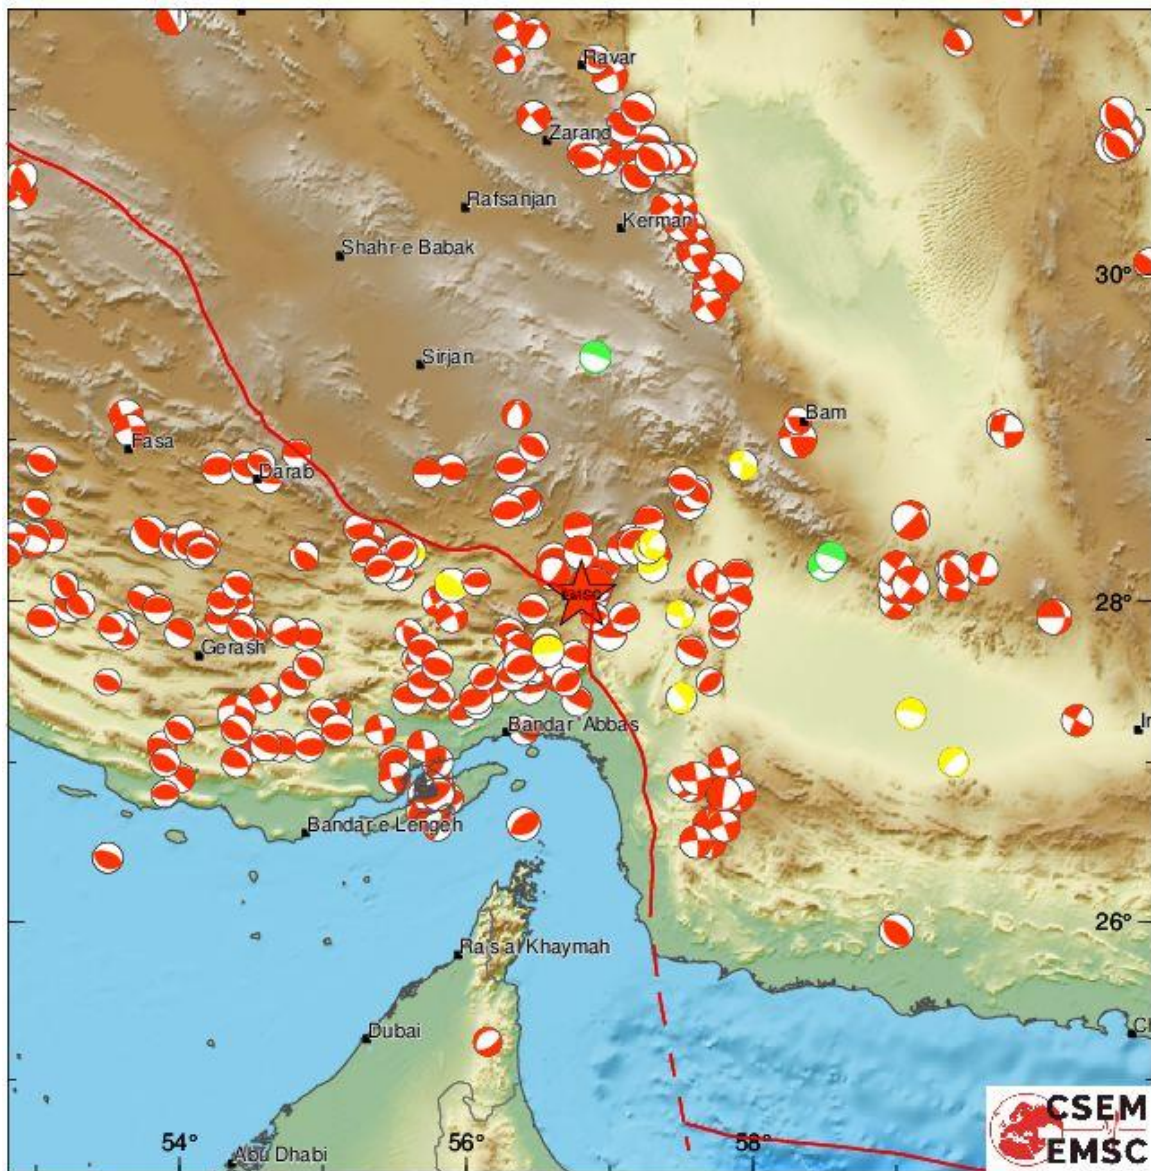 Ravar
Zarand
Rafsanjan
Kerman
Shahr-e Babak
30°
Sirjan
Bam
Fasa
Darab
EMSC
28°
Gerash
Bandar 'Abbas
Bandar-e Lengeh
26°
Ra's al Khaymah
Dubai
CSEM
EMSC
54°
56°
58°
Abu Dhabi